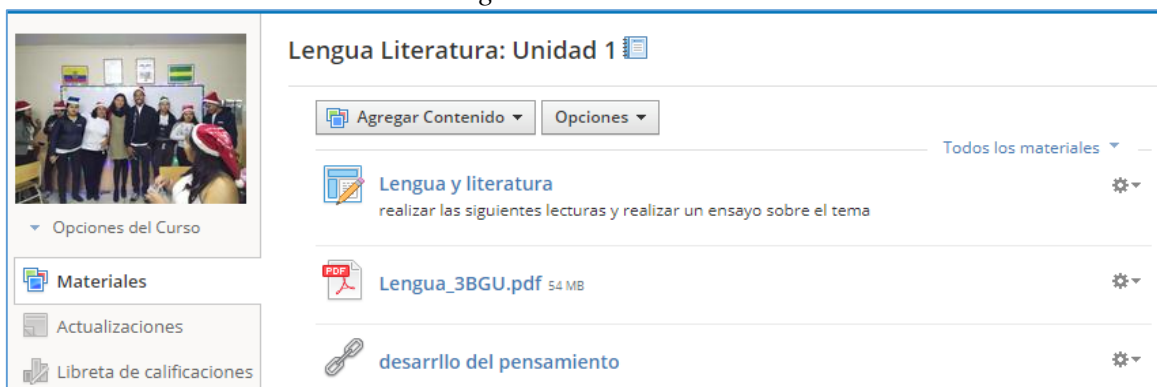 Lengua Literatura: Unidad 1
Agregar Contenido
Opciones
Todos los materiales
Lengua y literatura
realizar las siguientes lecturas y realizar un ensayo sobre el tema
Opciones del Curso
Materiales
PDF
Lengua_3BGU.pdf 54 MB
Actualizaciones
Libreta de calificaciones
desarrllo del pensamiento